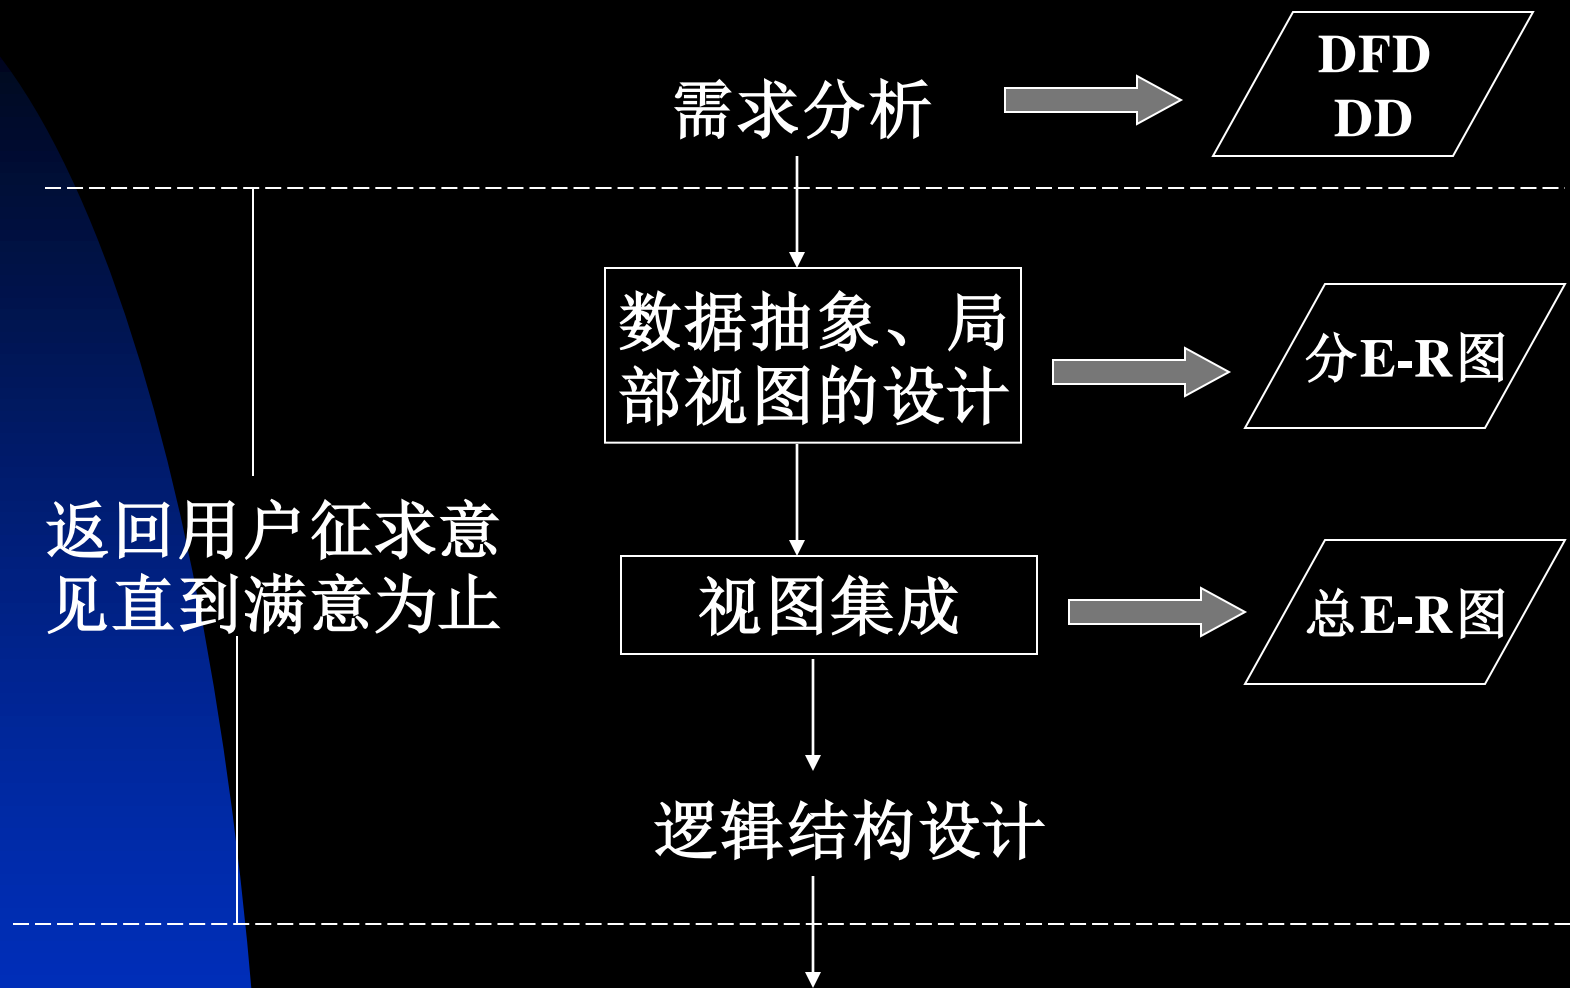 需求分析
DFD
DD
数据抽象、局
部视图的设计
分E-R图
返回用户征求意
见直到满意为止
视图集成
总E-R图
逻辑结构设计